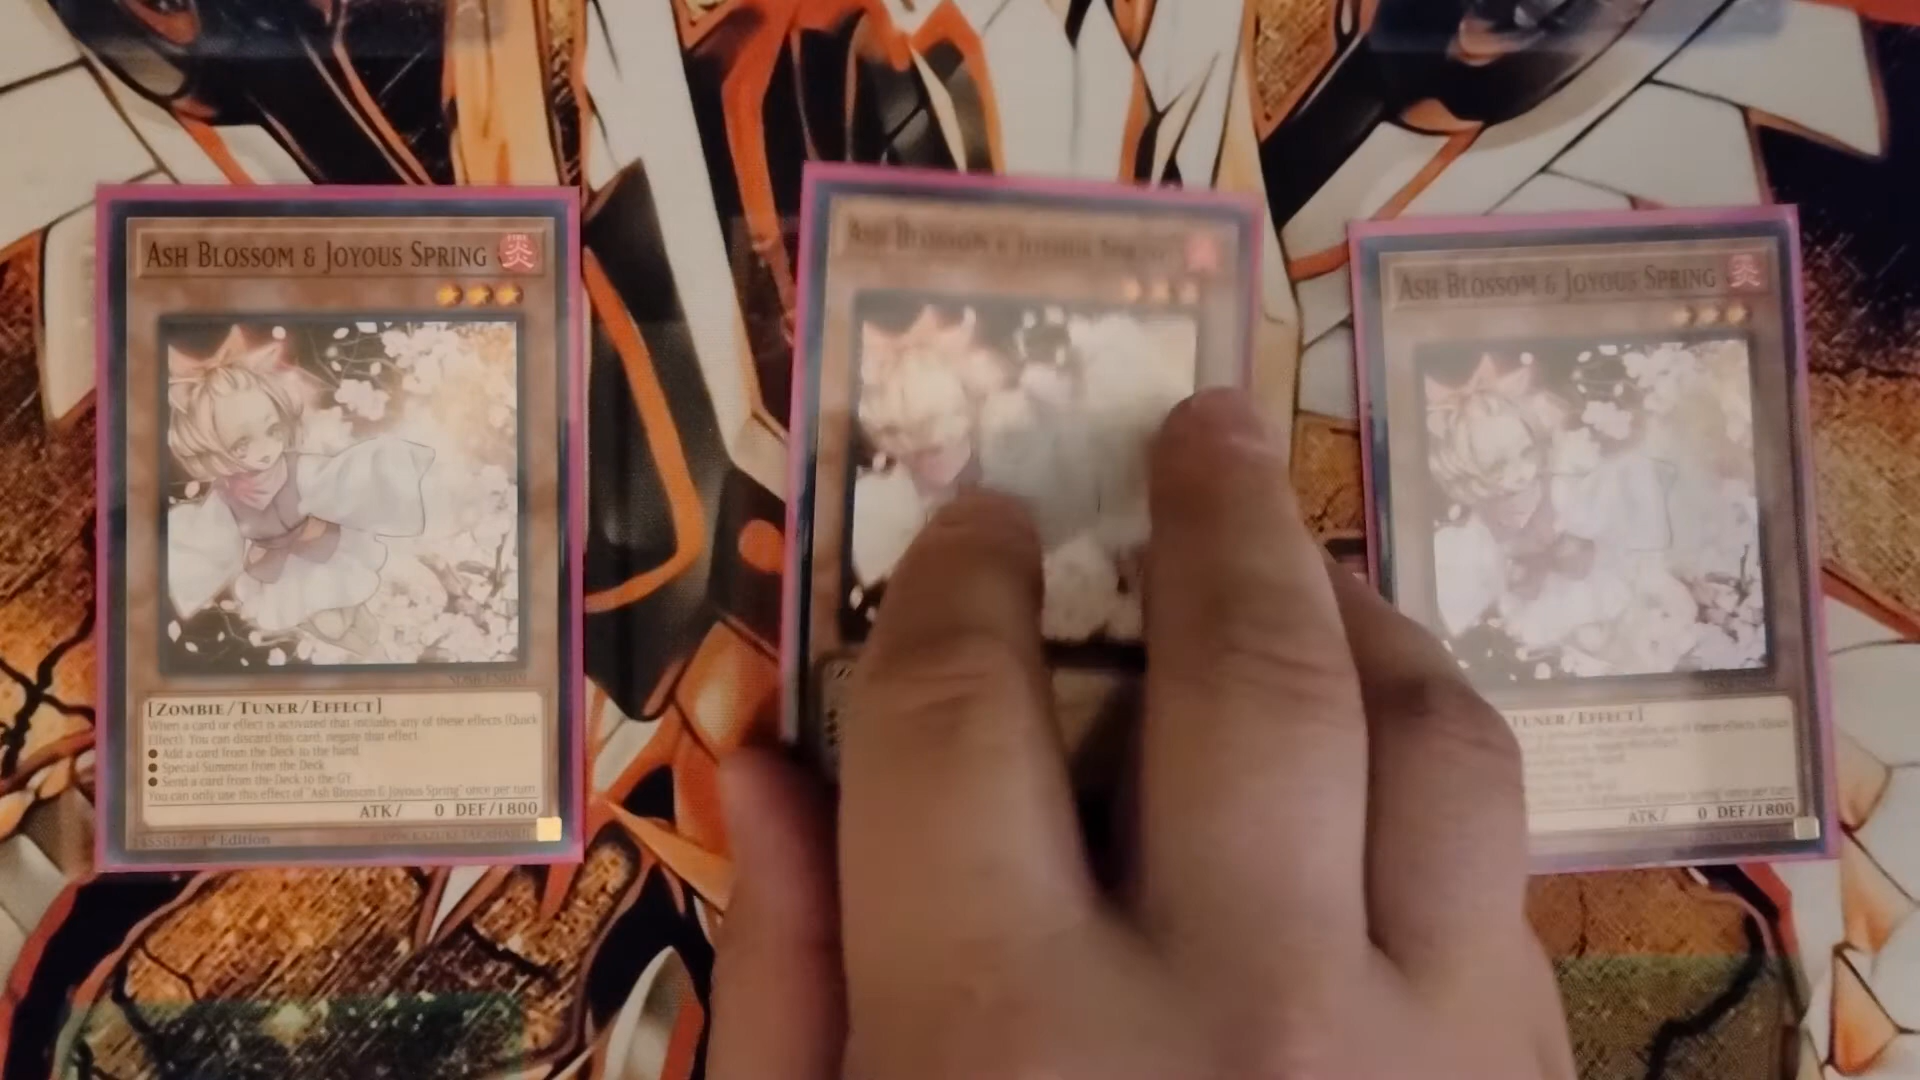 ASH BLOSSOM & JOYOUS SPRING 炎
[ZOMBIE/TUNER/EFFECT]
When a card or effect is activated that includes any of these effects (Quick
Effect): You can discard this card; negate that effect.
● Add a card from the Deck to the hand.
● Special Summon from the Deck.
● Send a card from the Deck to the GY.
You can only use this effect of "Ash Blossom & Joyous Spring" once per turn.
ATK/ 0 DEF/1800
1st Edition
ASH BLOSSOM & JOYOUS SPRING
ASH BLOSSOM & JOYOUS SPRING 炎
TUNER/EFFECT]
ATK/ 0 DEF/1800